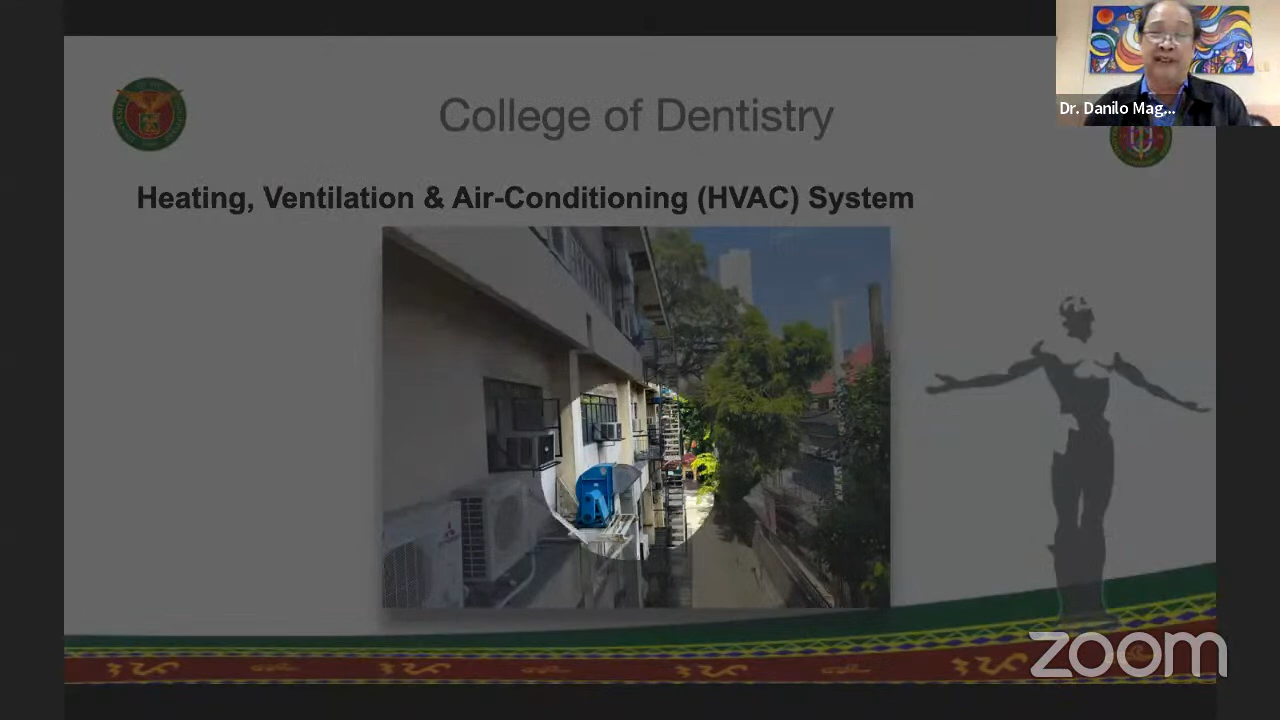 College of Dentistry
Dr. Danilo Mag...
Heating, Ventilation & Air-Conditioning (HVAC) System
zoom